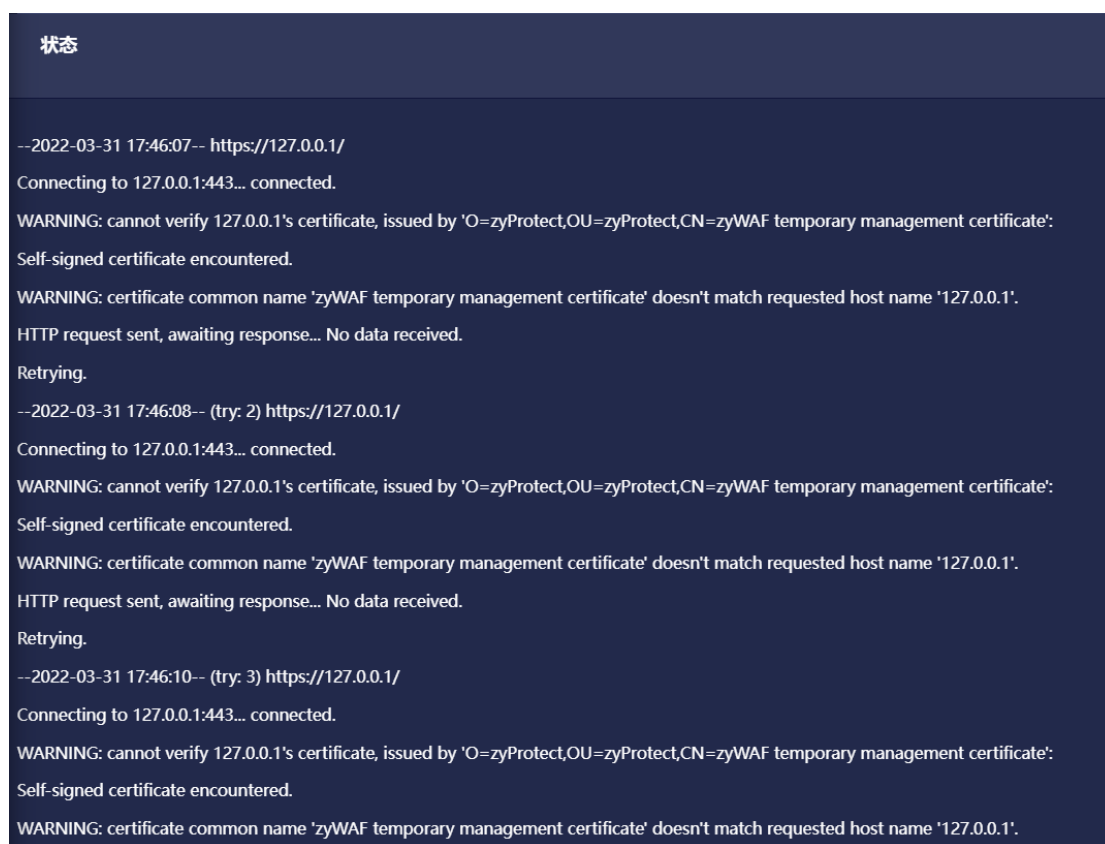 状态
--2022-03-31 17:46:07-- https://127.0.0.1/
Connecting to 127.0.0.1:443... connected.
WARNING: cannot verify 127.0.0.1's certificate, issued by 'O=zyProtect,OU=zyProtect,CN=zyWAF temporary management certificate':
Self-signed certificate encountered.
WARNING: certificate common name 'zyWAF temporary management certificate' doesn't match requested host name '127.0.0.1'.
HTTP request sent, awaiting response... No data received.
Retrying.
--2022-03-31 17:46:08-- (try: 2) https://127.0.0.1/
Connecting to 127.0.0.1:443... connected.
WARNING: cannot verify 127.0.0.1's certificate, issued by 'O=zyProtect,OU=zyProtect,CN=zyWAF temporary management certificate':
Self-signed certificate encountered.
WARNING: certificate common name 'zyWAF temporary management certificate' doesn't match requested host name '127.0.0.1'.
HTTP request sent, awaiting response... No data received.
Retrying.
--2022-03-31 17:46:10-- (try: 3) https://127.0.0.1/
Connecting to 127.0.0.1:443... connected.
WARNING: cannot verify 127.0.0.1's certificate, issued by 'O=zyProtect,OU=zyProtect,CN=zyWAF temporary management certificate':
Self-signed certificate encountered.
WARNING: certificate common name 'zyWAF temporary management certificate' doesn't match requested host name '127.0.0.1'.